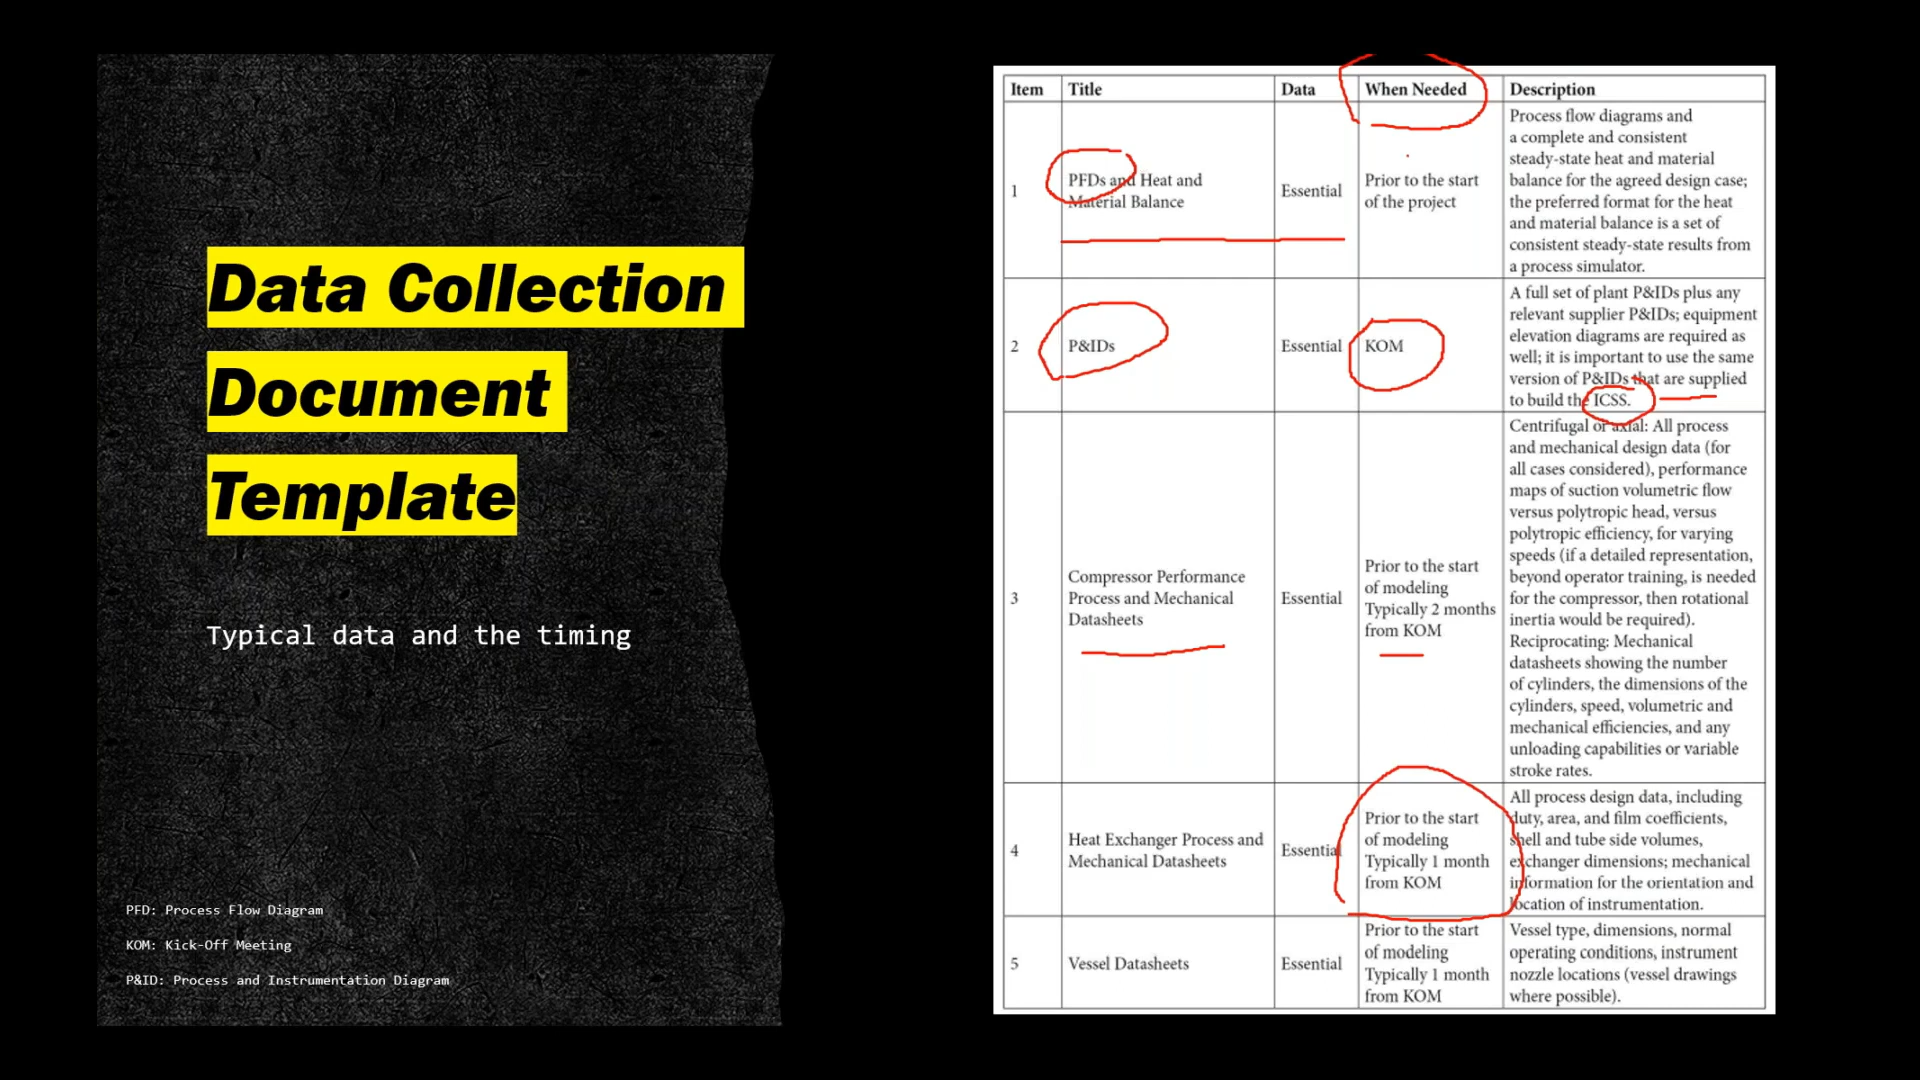 Data Collection
Document
Template
Typical data and the timing
PFD: Process Flow Diagram
KOM: Kick-Off Meeting
P&ID: Process and Instrumentation Diagram
Item Title Data When Needed Description
1
PFDs and Heat and
Material Balance
Essential
Prior to the start
of the project
Process flow diagrams and
a complete and consistent
steady-state heat and material
balance for the agreed design case;
the preferred format for the heat
and material balance is a set of
consistent steady-state results from
a process simulator.
2
P&IDs
Essential
KOM
A full set of plant P&IDs plus any
relevant supplier P&IDs; equipment
elevation diagrams are required as
well; it is important to use the same
version of P&IDs that are supplied
to build the ICSS.
3
Compressor Performance
Process and Mechanical
Datasheets
Essential
Prior to the start
of modeling
Typically 2 months
from KOM
Centrifugal or axial: All process
and mechanical design data (for
all cases considered), performance
maps of suction volumetric flow
versus polytropic head, versus
polytropic efficiency, for varying
speeds (if a detailed representation,
beyond operator training, is needed
for the compressor, then rotational
inertia would be required).
Reciprocating: Mechanical
datasheets showing the number
of cylinders, the dimensions of the
cylinders, speed, volumetric and
mechanical efficiencies, and any
unloading capabilities or variable
stroke rates.
4
Heat Exchanger Process and
Mechanical Datasheets
Essential
Prior to the start
of modeling
Typically 1 month
from KOM
All process design data, including
duty, area, and film coefficients,
shell and tube side volumes,
exchanger dimensions; mechanical
information for the orientation and
location of instrumentation.
5
Vessel Datasheets
Essential
Prior to the start
of modeling
Typically 1 month
from KOM
Vessel type, dimensions, normal
operating conditions, instrument
nozzle locations (vessel drawings
where possible).